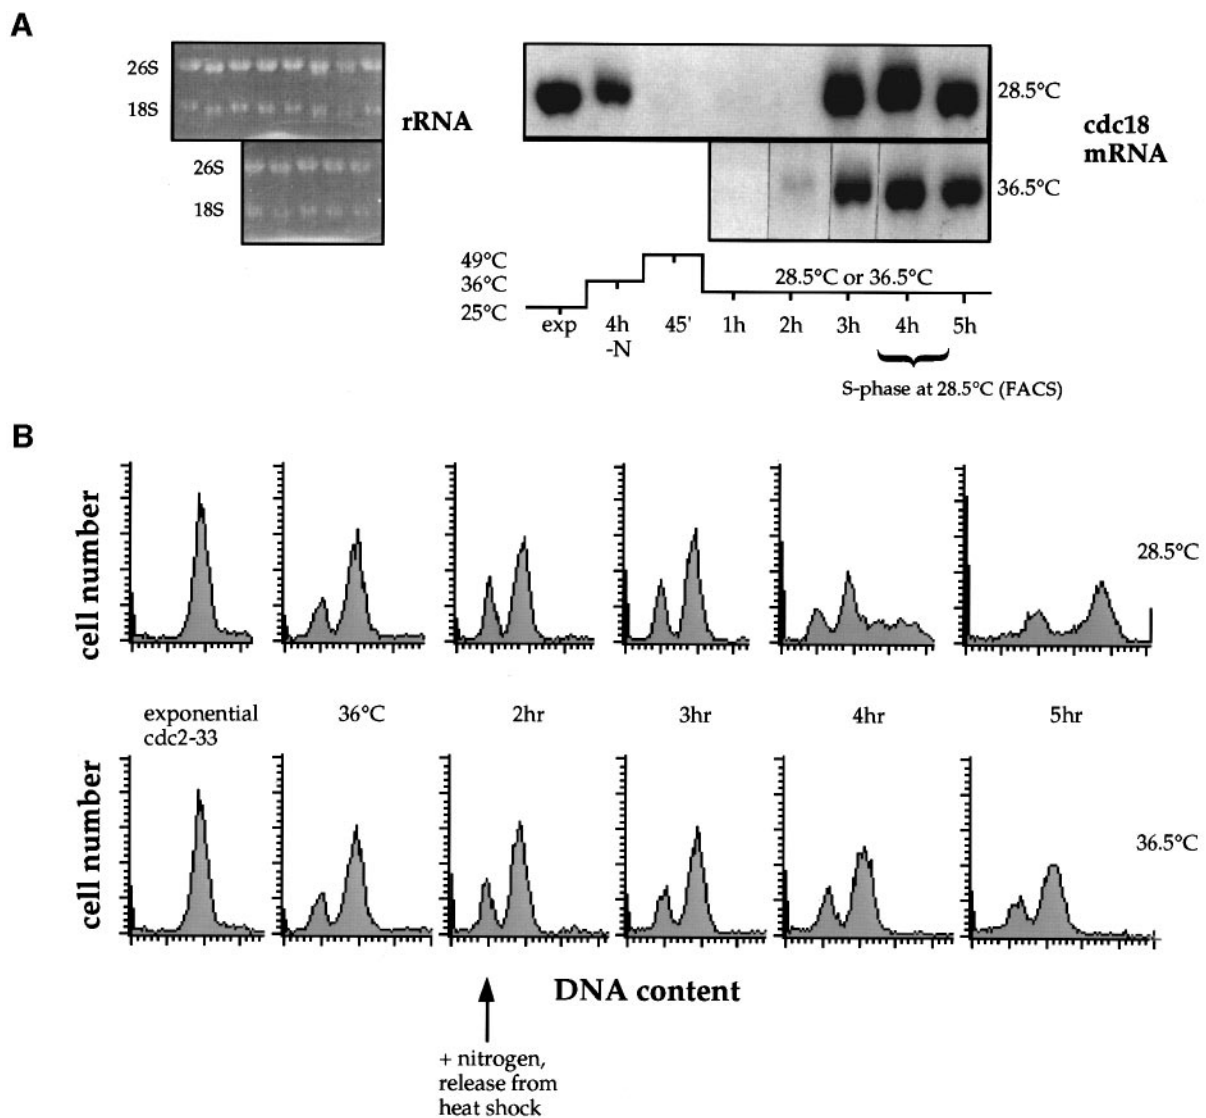 A
26S
18S
rRNA
26S
18S
28.5°C
cdc18
mRNA
36.5°C
49°C
36°C
25°C
28.5°C or 36.5°C
exp 4h 45' 1h 2h 3h 4h 5h
-N
S-phase at 28.5°C (FACS)
B
cell number
28.5°C
exponential 36°C 2hr 3hr 4hr 5hr
cdc2-33
cell number
36.5°C
DNA content
+ nitrogen,
release from
heat shock